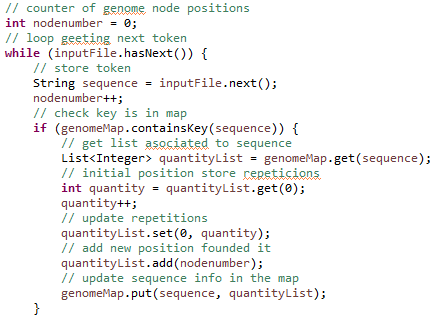 // counter of genome node positions
int nodenumber = 0;
// loop geeting next token
while (inputFile.hasNext()) {
    // store token
    String sequence = inputFile.next();
    nodenumber++;
    // check key is in map
    if (genomeMap.containsKey(sequence)) {
        // get list asociated to sequence
        List<Integer> quantityList = genomeMap.get(sequence);
        // initial position store repeticions
        int quantity = quantityList.get(0);
        quantity++;
        // update repetitions
        quantityList.set(0, quantity);
        // add new position founded it
        quantityList.add(nodenumber);
        // update sequence info in the map
        genomeMap.put(sequence, quantityList);
    }